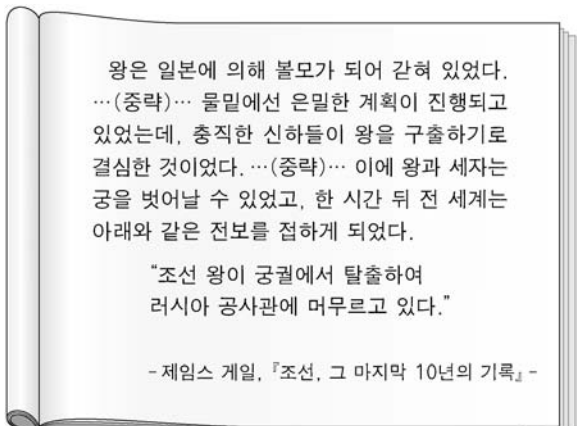 왕은 일본에 의해 볼모가 되어 갇혀 있었다.
…(중략)… 물밑에선 은밀한 계획이 진행되고
있었는데, 충직한 신하들이 왕을 구출하기로
결심한 것이었다. …(중략)… 이에 왕과 세자는
궁을 벗어날 수 있었고, 한 시간 뒤 전 세계는
아래와 같은 전보를 접하게 되었다.
“조선 왕이 궁궐에서 탈출하여
러시아 공사관에 머무르고 있다.”
- 제임스 게일, 『조선, 그 마지막 10년의 기록』 -